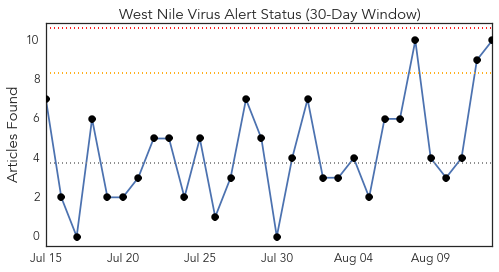 West Nile Virus Alert Status (30-Day Window)
Articles Found
10
8
6
4
2
0
Jul 15
Jul 20
Jul 25
Jul 30
Aug 04
Aug 09